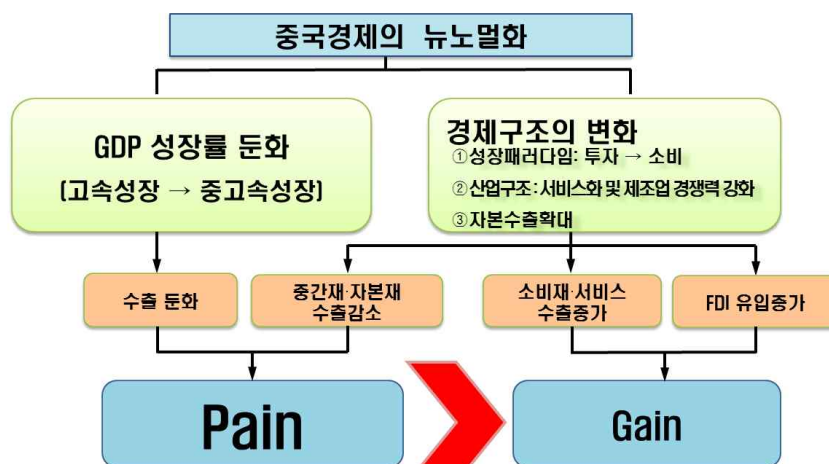 중국경제의 뉴노멀화
GDP 성장률 둔화
(고속성장 → 중고속성장)
경제구조의 변화
①성장패러다임: 투자 → 소비
②산업구조: 서비스화 및 제조업 경쟁력 강화
③자본수출확대
수출 둔화
중간재·자본재
수출감소
소비재·서비스
수출증가
FDI 유입증가
Pain
Gain